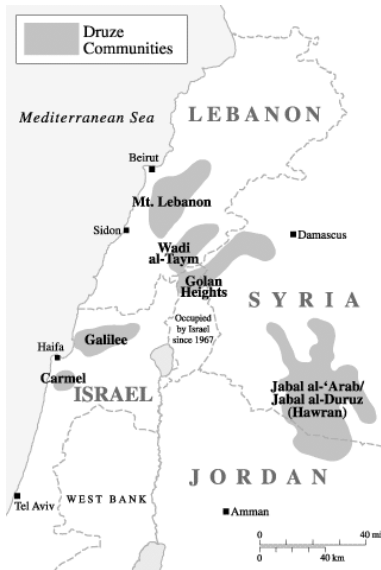 Druze
Communities
Mediterranean Sea
LEBANON
Beirut
Mt. Lebanon
Sidon
Wadi
al-Taym
Damascus
Golan
Heights
SYRIA
Occupied
by Israel
since 1967
Haifa
Galilee
Carmel
ISRAEL
Jabal al-‘Arab/
Jabal al-Duruz
(Hawran)
JORDAN
WEST BANK
Tel Aviv
Amman
0 40 mi
0 40 km